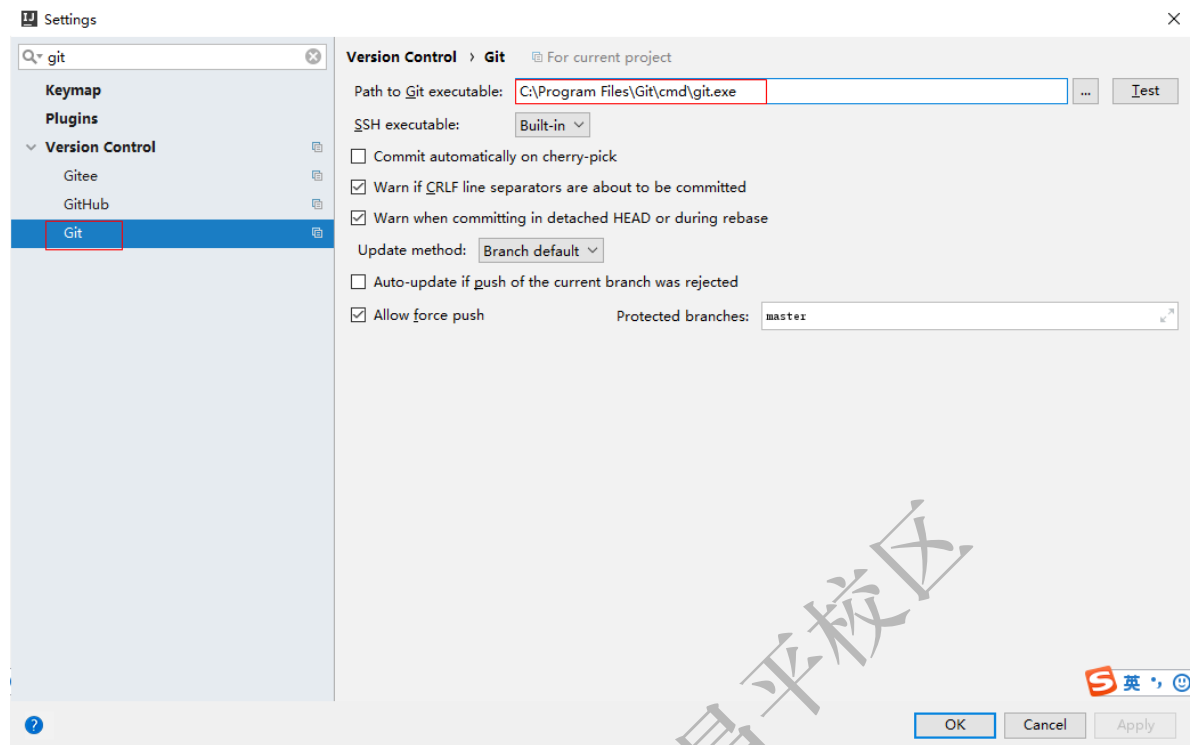 Settings
git
Keymap
Plugins
Version Control
Gitee
GitHub
Git
Version Control › Git For current project
Path to Git executable: C:\Program Files\Git\cmd\git.exe ... Test
SSH executable: Built-in
Commit automatically on cherry-pick
Warn if CRLF line separators are about to be committed
Warn when committing in detached HEAD or during rebase
Update method: Branch default
Auto-update if push of the current branch was rejected
Allow force push Protected branches: master
昌平校区
S 英
? OK Cancel Apply